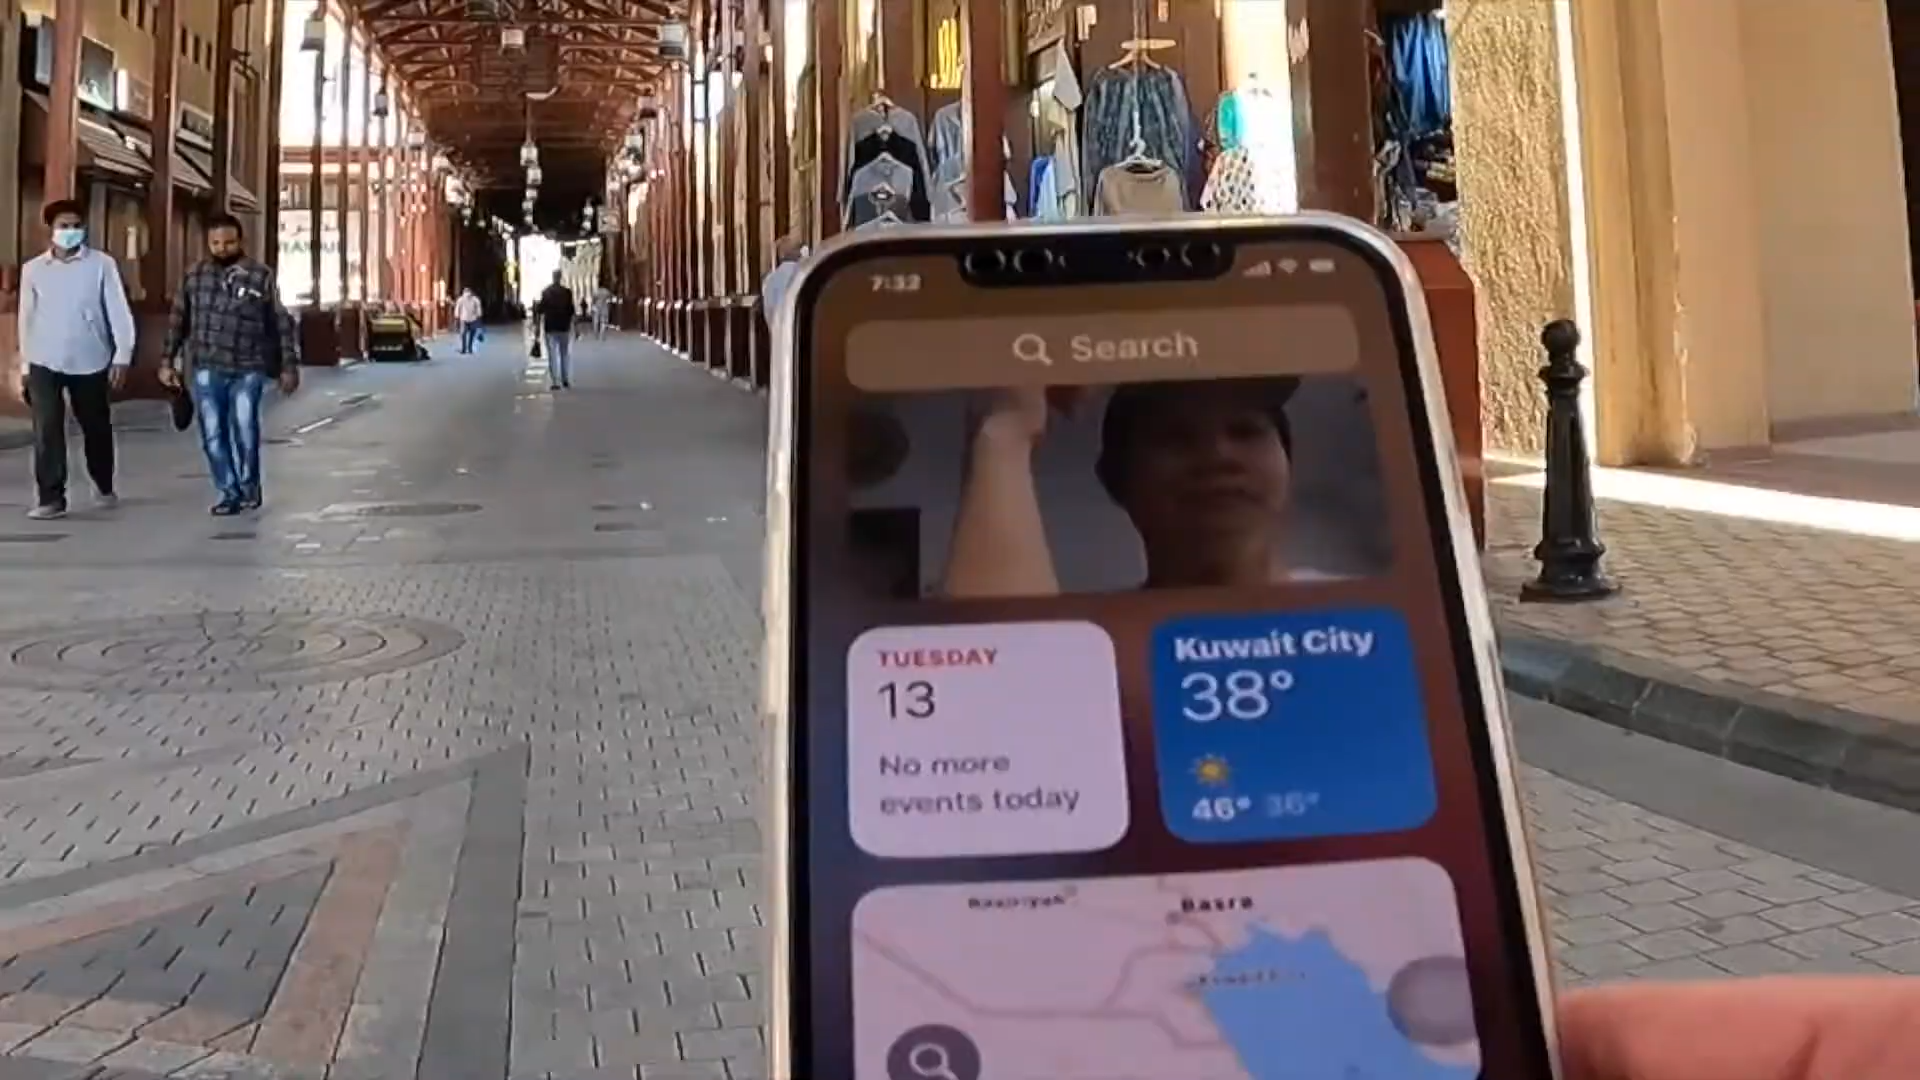 7:32
Search
TUESDAY
13
No more
events today
Kuwait City
38°
46° 36°
Basra